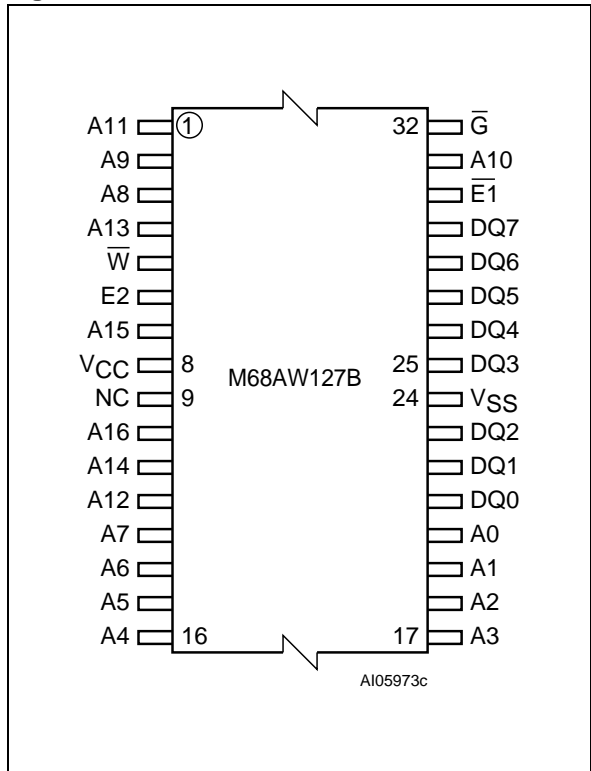 A11 1 32 G̅
A9 A10
A8 E̅1̅
A13 DQ7
W̅ DQ6
E2 DQ5
A15 DQ4
VCC 8 25 DQ3
M68AW127B
NC 9 24 VSS
A16 DQ2
A14 DQ1
A12 DQ0
A7 A0
A6 A1
A5 A2
A4 16 17 A3
AI05973c